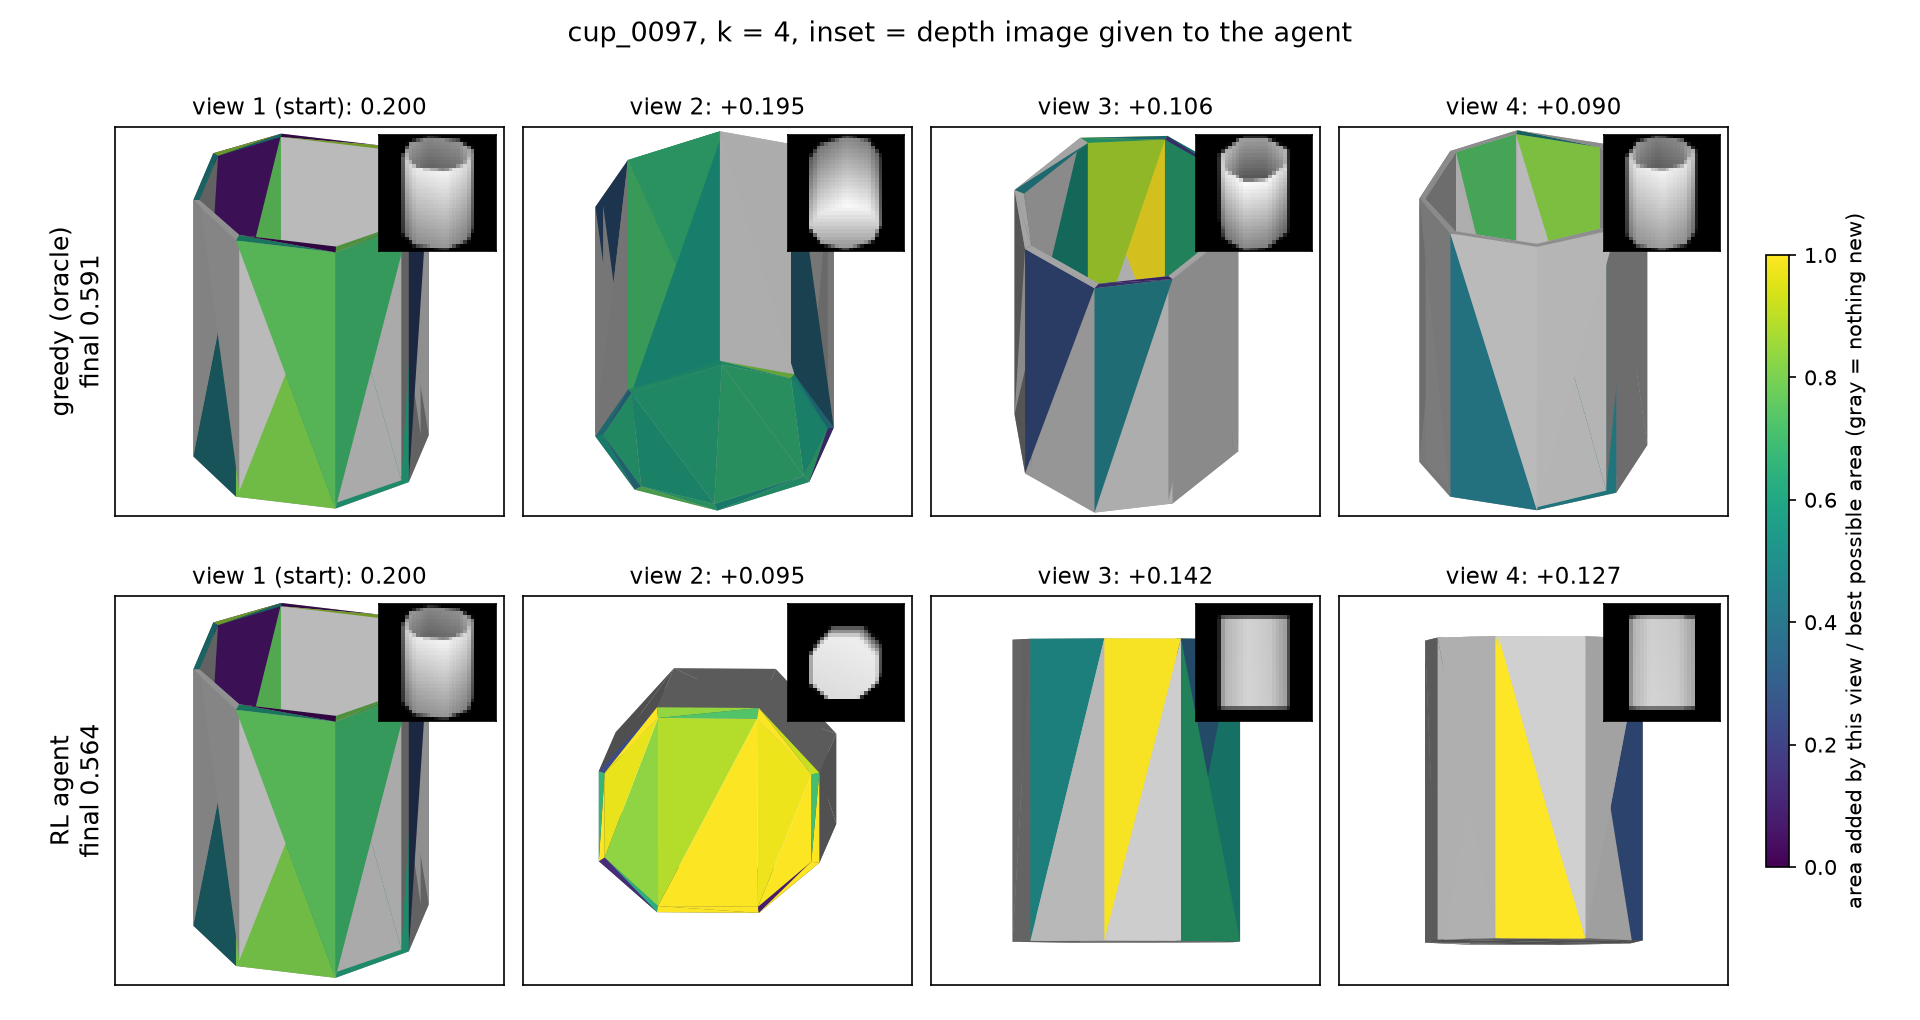 cup_0097, k = 4, inset = depth image given to the agent
view 1 (start): 0.200
view 2: +0.195
view 3: +0.106
view 4: +0.090
greedy (oracle)
final 0.591
view 1 (start): 0.200
view 2: +0.095
view 3: +0.142
view 4: +0.127
RL agent
final 0.564
1.0
0.8
0.6
0.4
0.2
0.0
area added by this view / best possible area (gray = nothing new)